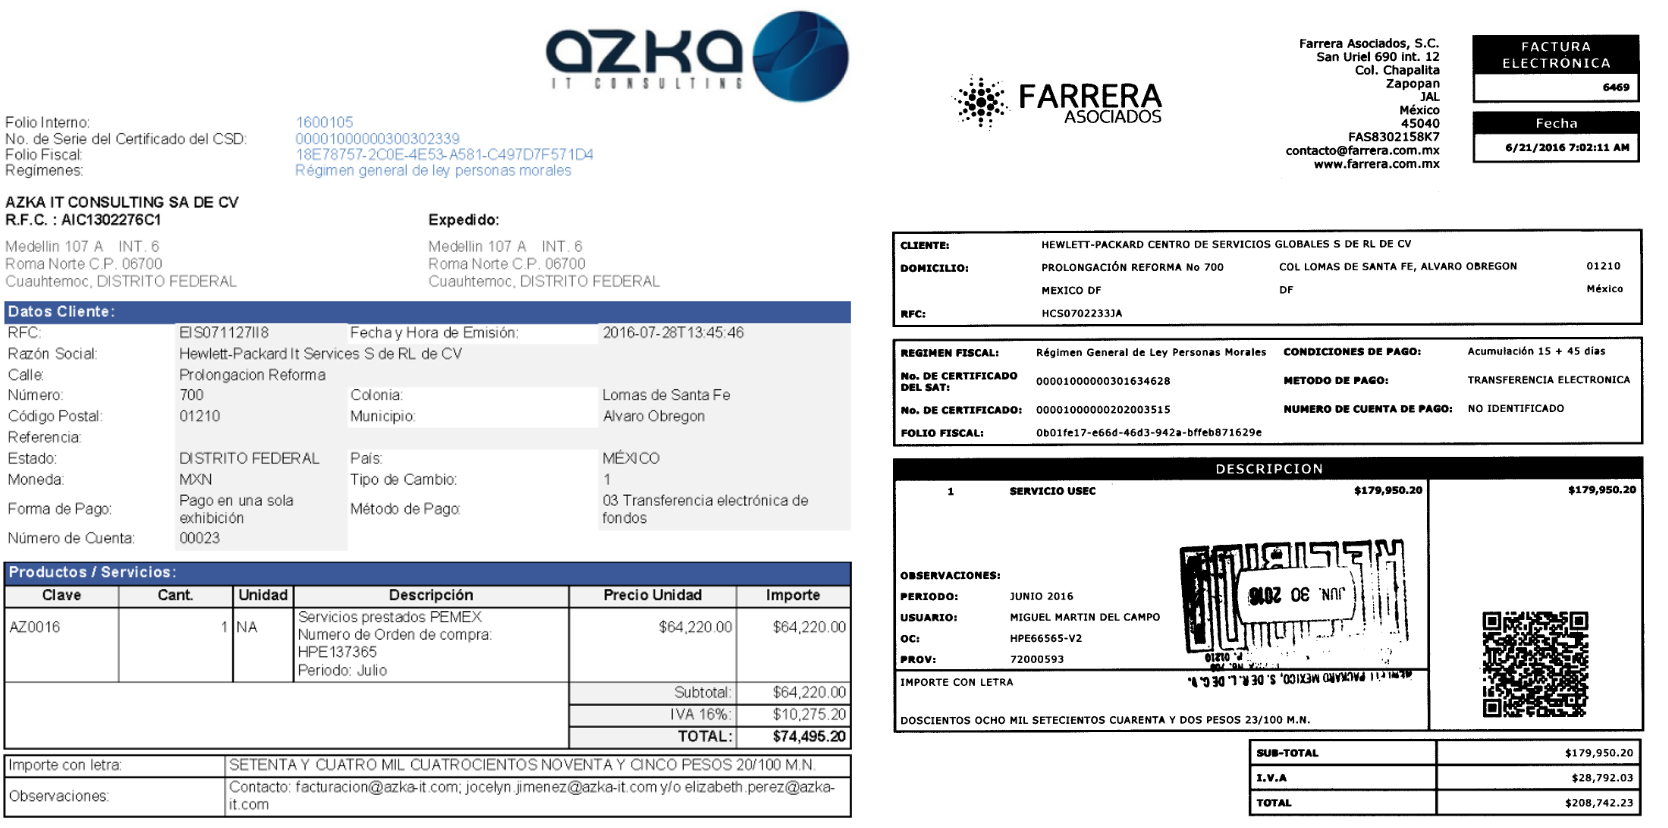 azka
IT CONSULTING
Folio Interno: 1600105
No. de Serie del Certificado del CSD: 00001000000300302339
Folio Fiscal: 18E78757-2C0E-4E53-A581-C497D7F571D4
Regímenes: Régimen general de ley personas morales
AZKA IT CONSULTING SA DE CV
R.F.C. : AIC1302276C1 Expedido:
Medellin 107 A INT. 6 Medellin 107 A INT. 6
Roma Norte C.P. 06700 Roma Norte C.P. 06700
Cuauhtemoc, DISTRITO FEDERAL Cuauhtemoc, DISTRITO FEDERAL
Datos Cliente:
RFC: EIS071127II8 Fecha y Hora de Emisión: 2016-07-28T13:45:46
Razón Social: Hewlett-Packard It Services S de RL de CV
Calle: Prolongacion Reforma
Número: 700 Colonia: Lomas de Santa Fe
Código Postal: 01210 Municipio: Alvaro Obregon
Referencia:
Estado: DISTRITO FEDERAL País: MÉXICO
Moneda: MXN Tipo de Cambio: 1
Forma de Pago: Pago en una sola exhibición Método de Pago: 03 Transferencia electrónica de fondos
Número de Cuenta: 00023
Productos / Servicios:
Clave Cant. Unidad Descripción Precio Unidad Importe
AZ0016 1 NA Servicios prestados PEMEX $64,220.00 $64,220.00
Numero de Orden de compra:
HPE137365
Periodo: Julio
Subtotal: $64,220.00
IVA 16%: $10,275.20
TOTAL: $74,495.20
Importe con letra: SETENTA Y CUATRO MIL CUATROCIENTOS NOVENTA Y CINCO PESOS 20/100 M.N.
Observaciones: Contacto: facturacion@azka-it.com; jocelyn.jimenez@azka-it.com y/o elizabeth.perez@azka-
it.com
FARRERA
ASOCIADOS
Farrera Asociados, S.C.
San Uriel 690 int. 12
Col. Chapalita
Zapopan
JAL
México
45040
FAS8302158K7
contacto@farrera.com.mx
www.farrera.com.mx
FACTURA
ELECTRÓNICA
6469
Fecha
6/21/2016 7:02:11 AM
CLIENTE: HEWLETT-PACKARD CENTRO DE SERVICIOS GLOBALES S DE RL DE CV
DOMICILIO: PROLONGACIÓN REFORMA No 700 COL LOMAS DE SANTA FE, ALVARO OBREGON 01210
MEXICO DF DF México
RFC: HCS0702233JA
REGIMEN FISCAL: Régimen General de Ley Personas Morales CONDICIONES DE PAGO: Acumulación 15 + 45 días
No. DE CERTIFICADO DEL SAT: 00001000000301634628 METODO DE PAGO: TRANSFERENCIA ELECTRONICA
No. DE CERTIFICADO: 00001000000202003515 NUMERO DE CUENTA DE PAGO: NO IDENTIFICADO
FOLIO FISCAL: 0b01fe17-e66d-46d3-942a-bffeb871629e
DESCRIPCION
1 SERVICIO USEC $179,950.20 $179,950.20
JUN. 30 2016
OBSERVACIONES:
PERIODO: JUNIO 2016
USUARIO: MIGUEL MARTIN DEL CAMPO
OC: HPE66565-V2
PROV: 72000593
P. 01210
PACKARD MEXICO, S. DE R. L. DE C. V.
IMPORTE CON LETRA
DOSCIENTOS OCHO MIL SETECIENTOS CUARENTA Y DOS PESOS 23/100 M.N.
SUB-TOTAL $179,950.20
I.V.A $28,792.03
TOTAL $208,742.23